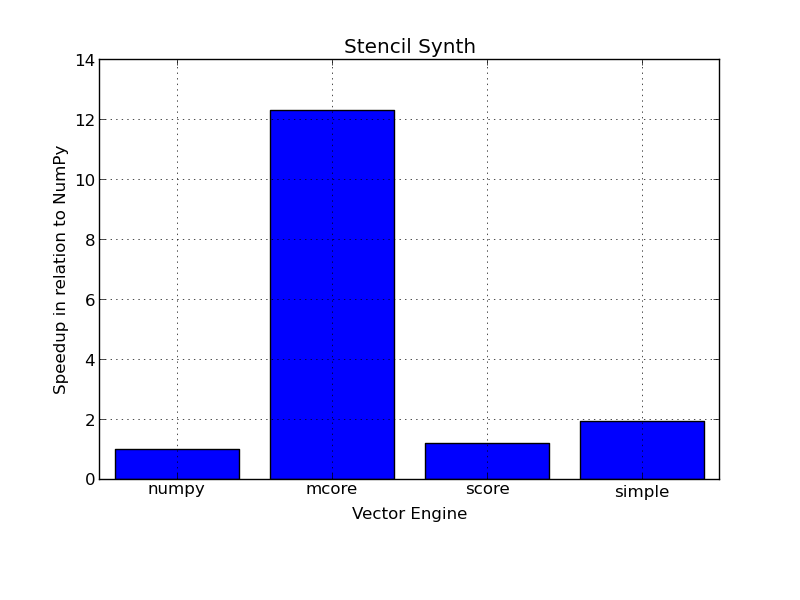 Stencil Synth
14
12
10
8
6
4
2
0
Speedup in relation to NumPy
numpy mcore score simple
Vector Engine